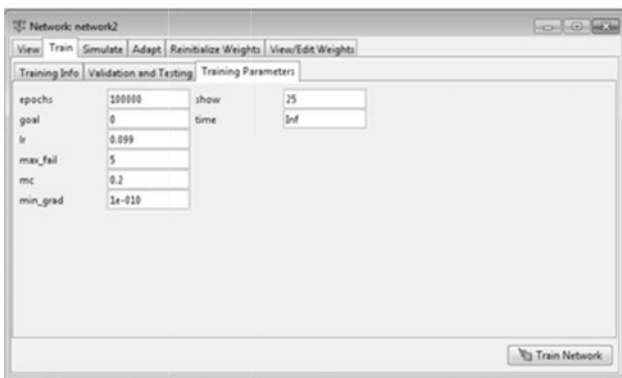 Network: network2
View Train Simulate Adapt Reinitialize Weights View/Edit Weights
Training Info Validation and Testing Training Parameters
epochs 100000 show 25
goal 0 time Inf
lr 0.099
max_fail 5
mc 0.2
min_grad 1e-010
Train Network